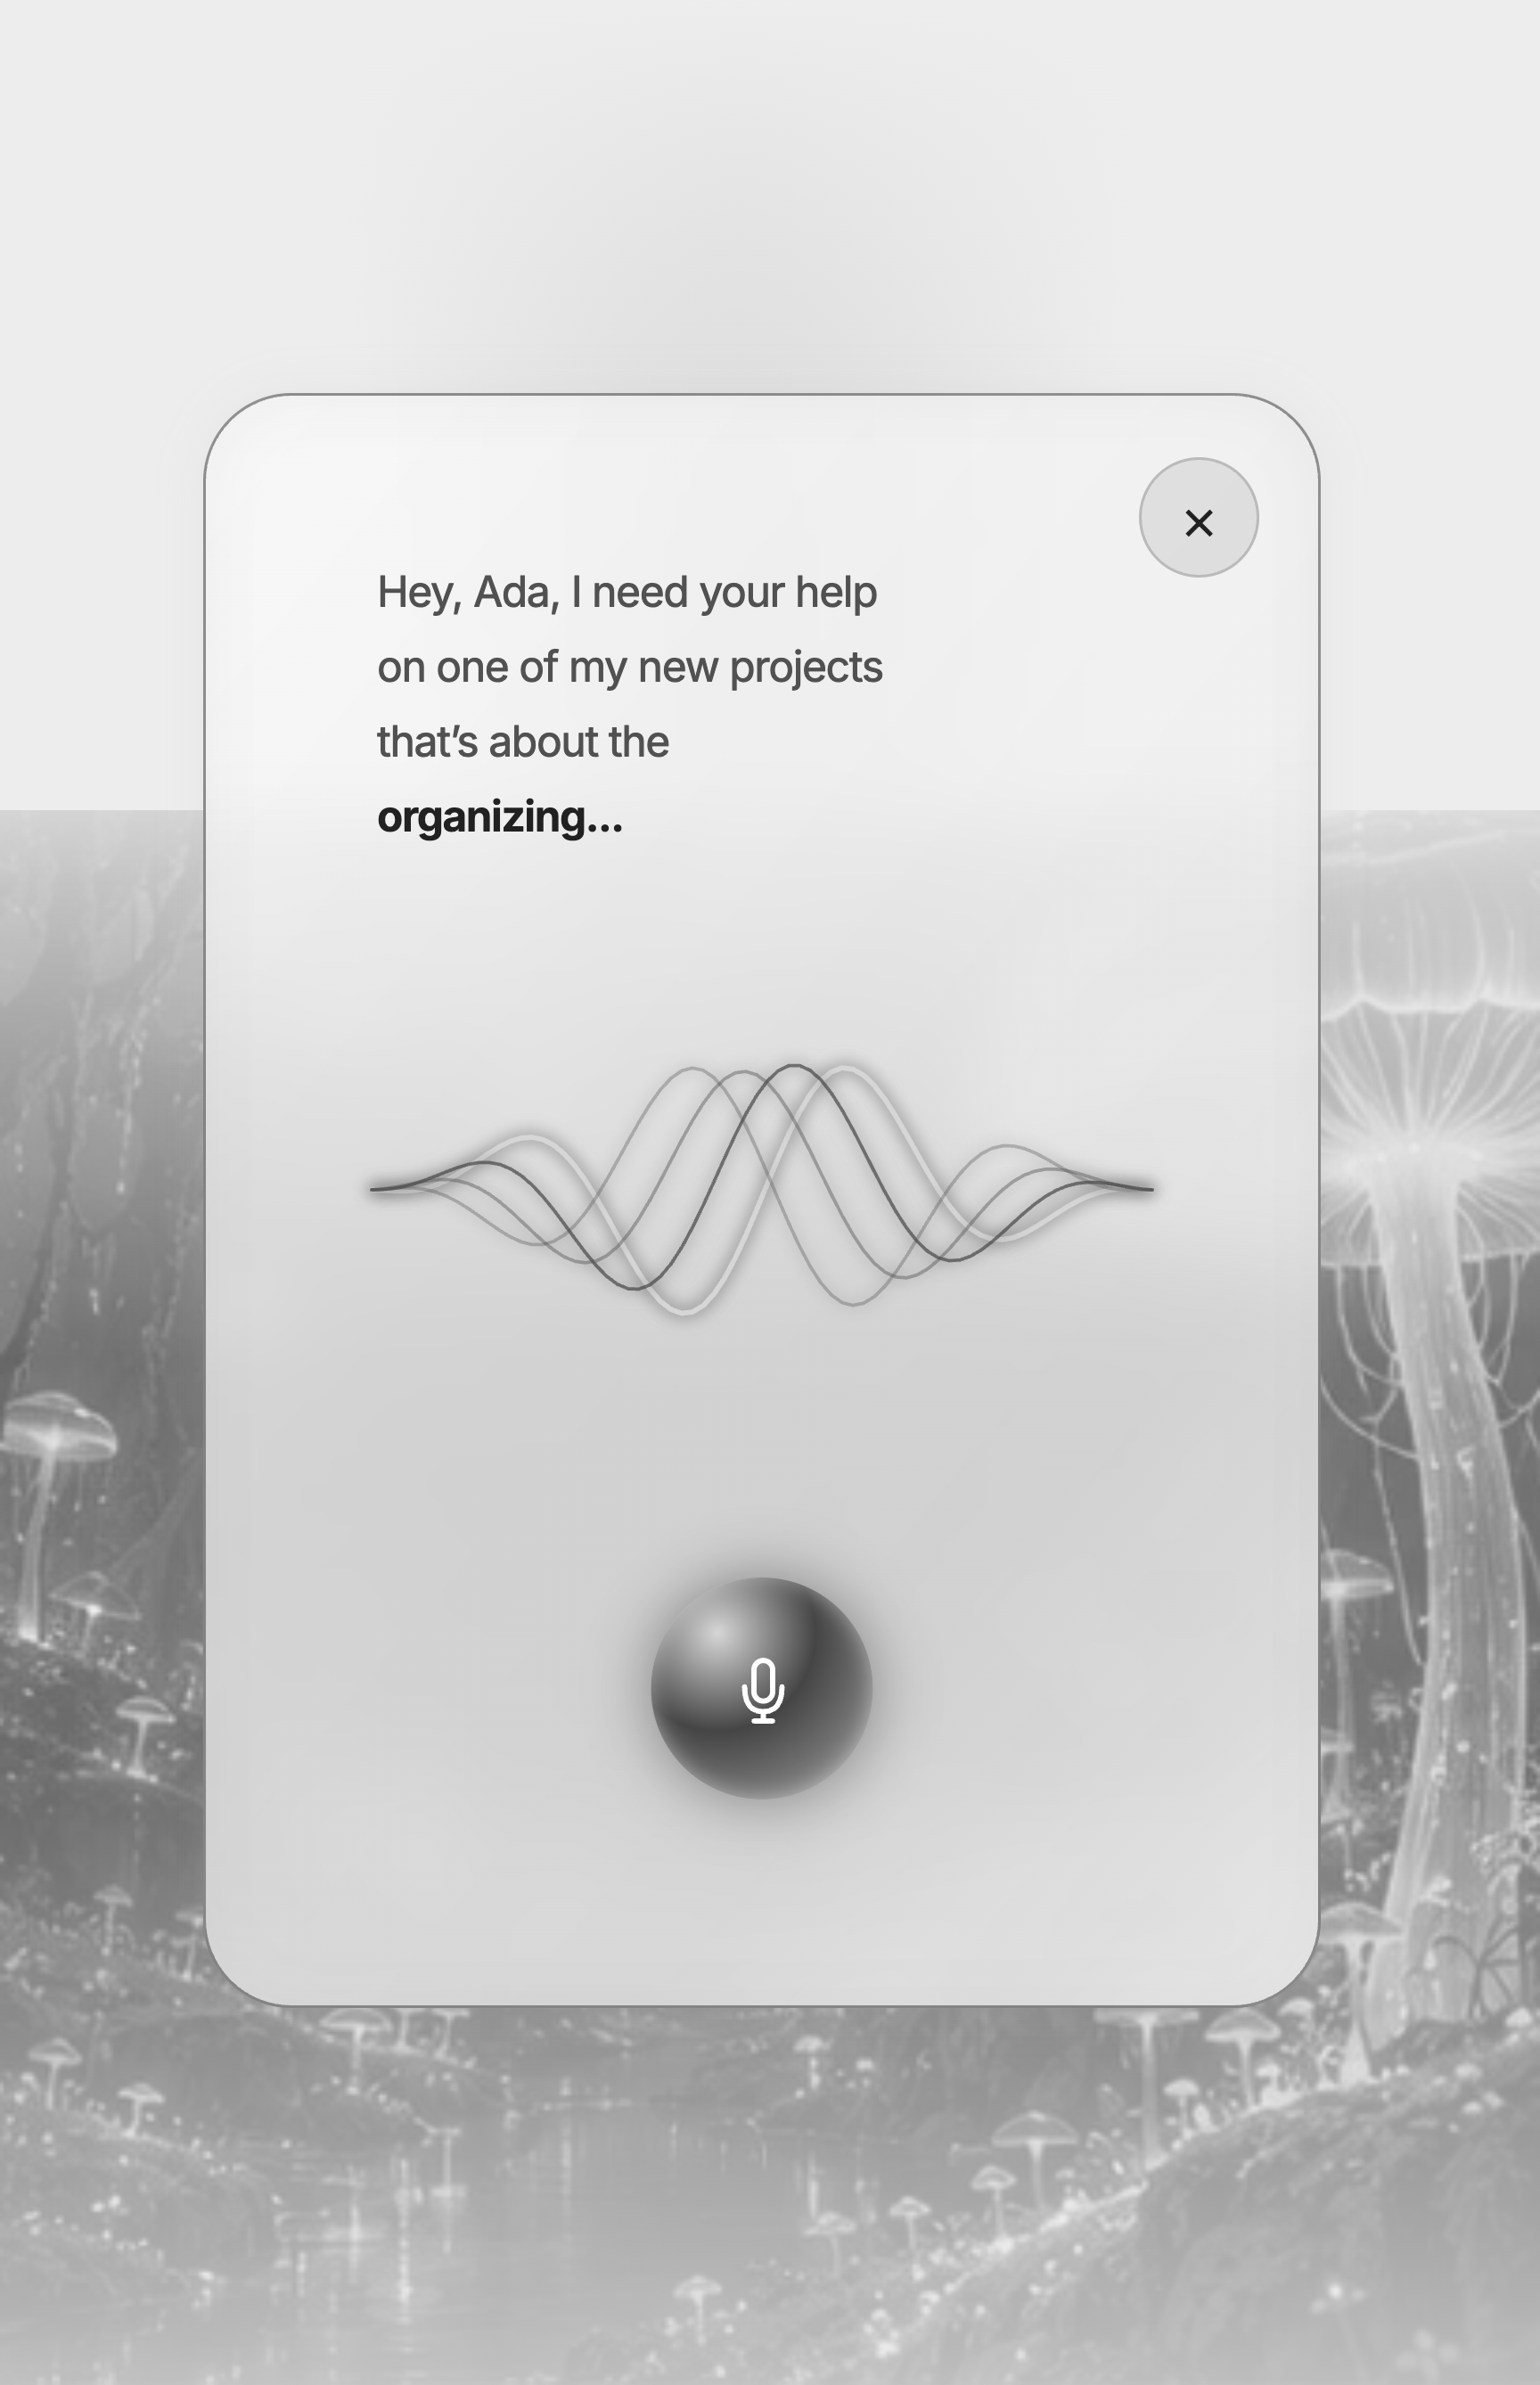 Hey, Ada, I need your help
on one of my new projects
that’s about the
organizing...